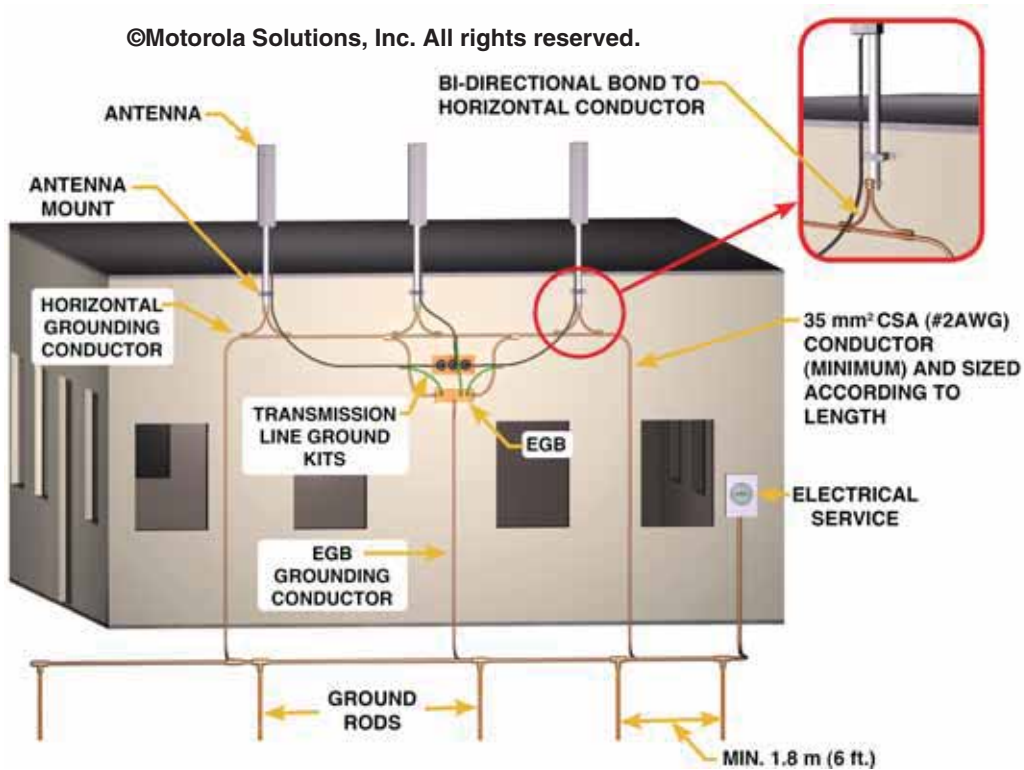 ©Motorola Solutions, Inc. All rights reserved.
BI-DIRECTIONAL BOND TO
HORIZONTAL CONDUCTOR
ANTENNA
ANTENNA
MOUNT
HORIZONTAL
GROUNDING
CONDUCTOR
35 mm² CSA (#2AWG)
CONDUCTOR
(MINIMUM) AND SIZED
ACCORDING TO
LENGTH
TRANSMISSION
LINE GROUND
KITS
EGB
ELECTRICAL
SERVICE
EGB
GROUNDING
CONDUCTOR
GROUND
RODS
MIN. 1.8 m (6 ft.)